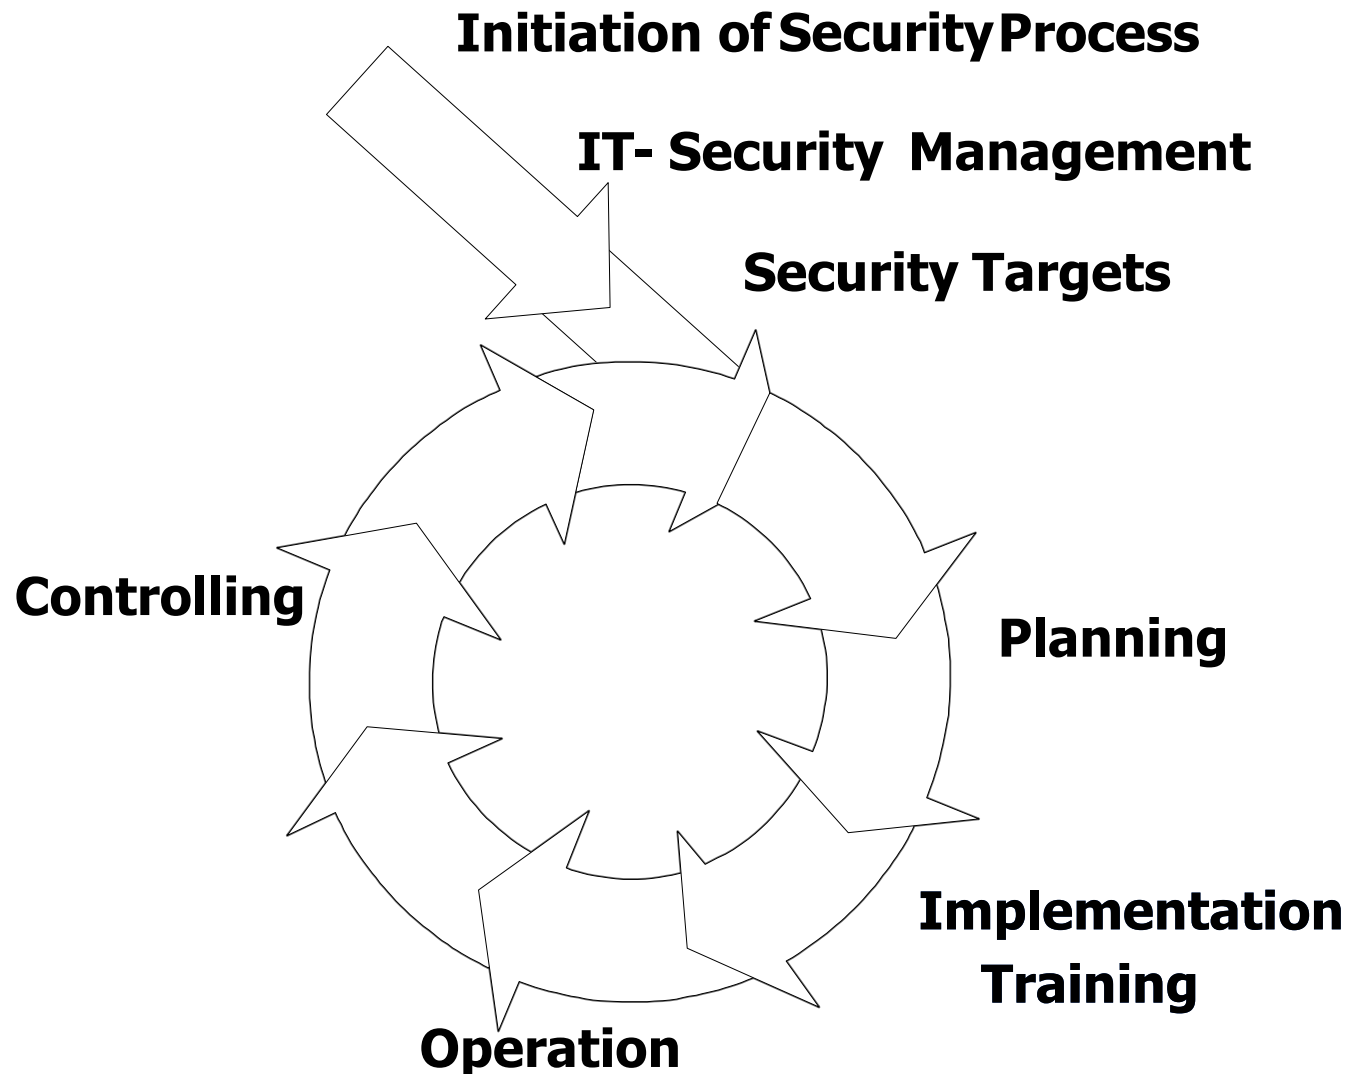 Initiation of Security Process
IT- Security Management
Security Targets
Controlling
Planning
Implementation
Training
Operation